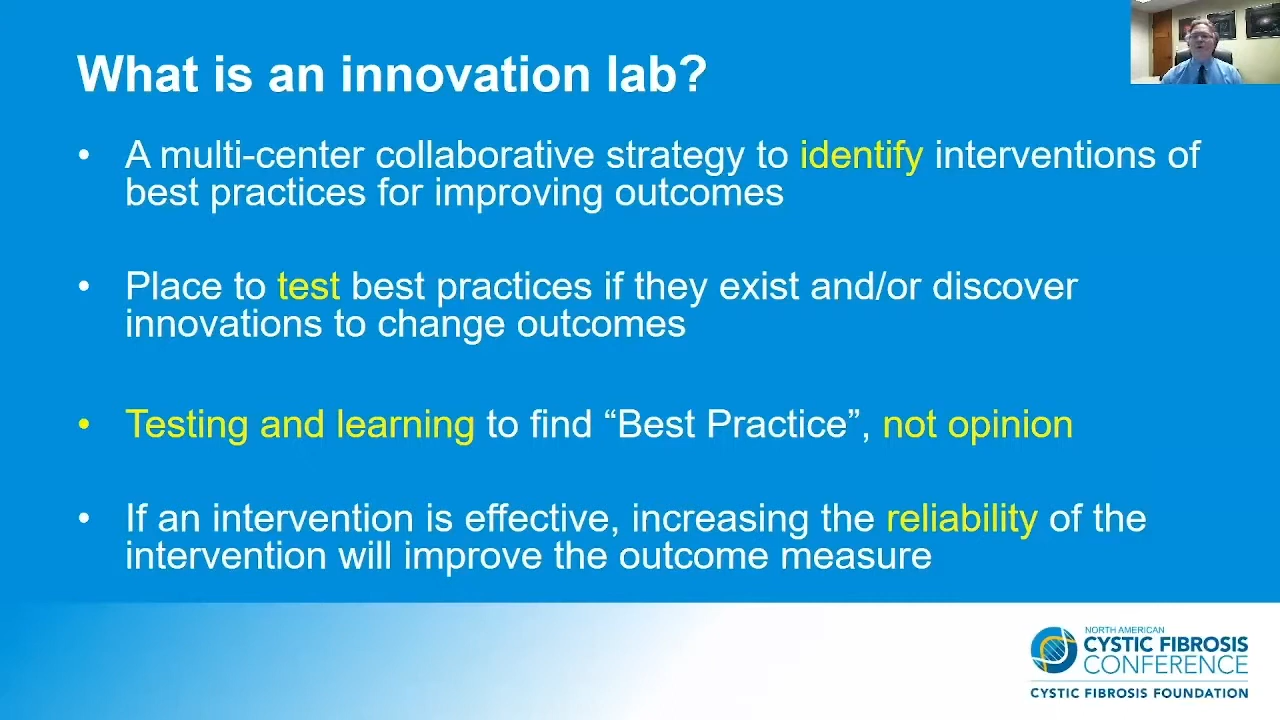 What is an innovation lab?
• A multi-center collaborative strategy to identify interventions of
best practices for improving outcomes
• Place to test best practices if they exist and/or discover
innovations to change outcomes
• Testing and learning to find “Best Practice”, not opinion
• If an intervention is effective, increasing the reliability of the
intervention will improve the outcome measure
NORTH AMERICAN
CYSTIC FIBROSIS
CONFERENCE
CYSTIC FIBROSIS FOUNDATION